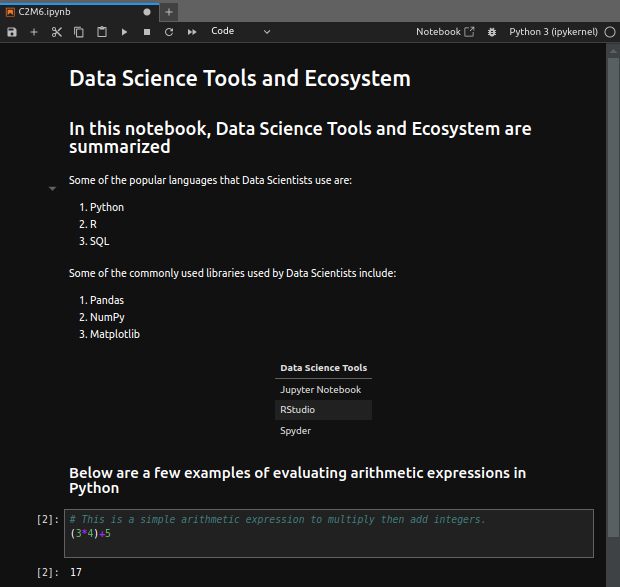 C2M6.ipynb
Code
Notebook
Python 3 (ipykernel)
Data Science Tools and Ecosystem
In this notebook, Data Science Tools and Ecosystem are
summarized
Some of the popular languages that Data Scientists use are:
1. Python
2. R
3. SQL
Some of the commonly used libraries used by Data Scientists include:
1. Pandas
2. NumPy
3. Matplotlib
Data Science Tools
Jupyter Notebook
RStudio
Spyder
Below are a few examples of evaluating arithmetic expressions in
Python
[2]: # This is a simple arithmetic expression to multiply then add integers.
(3*4)+5
[2]: 17